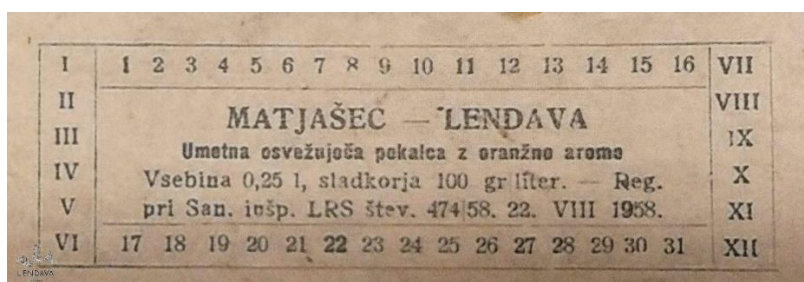 I 1 2 3 4 5 6 7 8 9 10 11 12 13 14 15 16 VII
II VIII
MATJAŠEC — LENDAVA
III IX
Umetna osvežujoča pokalca z oranžno aromo
IV X
Vsebina 0,25 l, sladkorja 100 gr liter. — Reg.
V pri San. inšp. LRS štev. 474|58. 22. VIII 1958. XI
VI 17 18 19 20 21 22 23 24 25 26 27 28 29 30 31 XII
LENDAVA